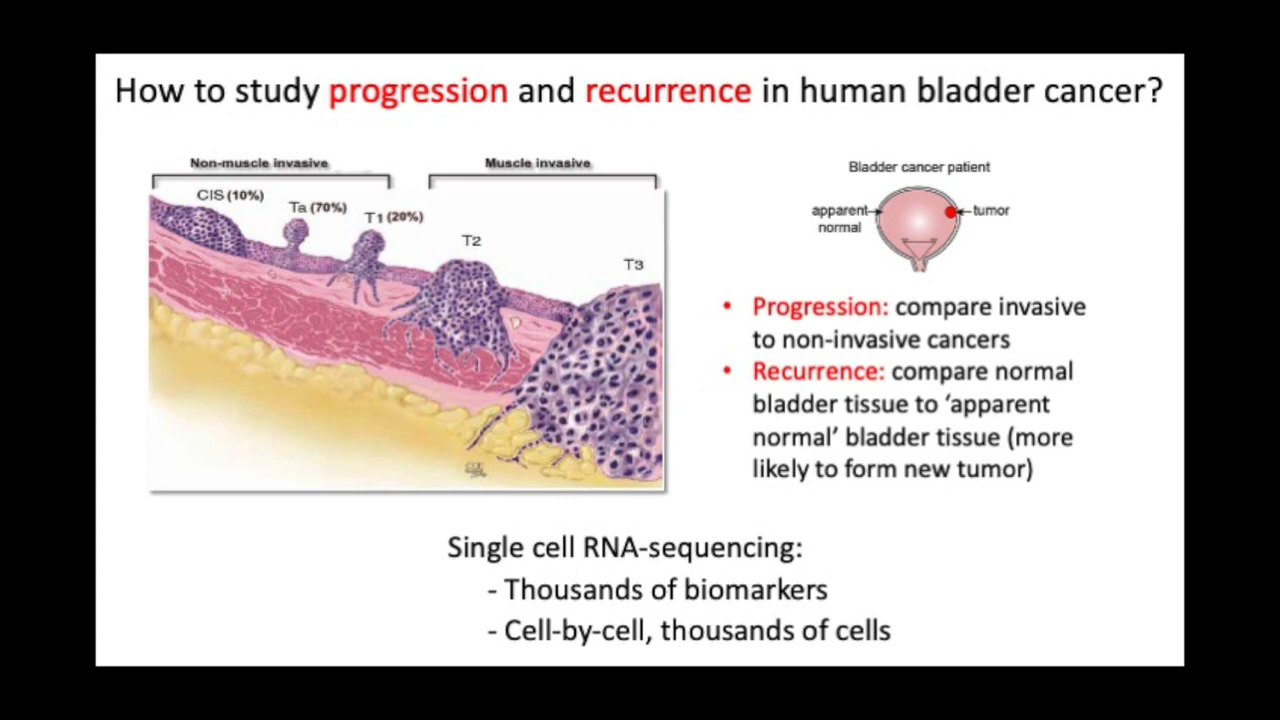 How to study progression and recurrence in human bladder cancer?
Non-muscle invasive
Muscle invasive
CIS (10%)
Ta (70%)
T1 (20%)
T2
T3
Bladder cancer patient
apparent
normal
tumor
• Progression: compare invasive
to non-invasive cancers
• Recurrence: compare normal
bladder tissue to ‘apparent
normal’ bladder tissue (more
likely to form new tumor)
Single cell RNA-sequencing:
- Thousands of biomarkers
- Cell-by-cell, thousands of cells